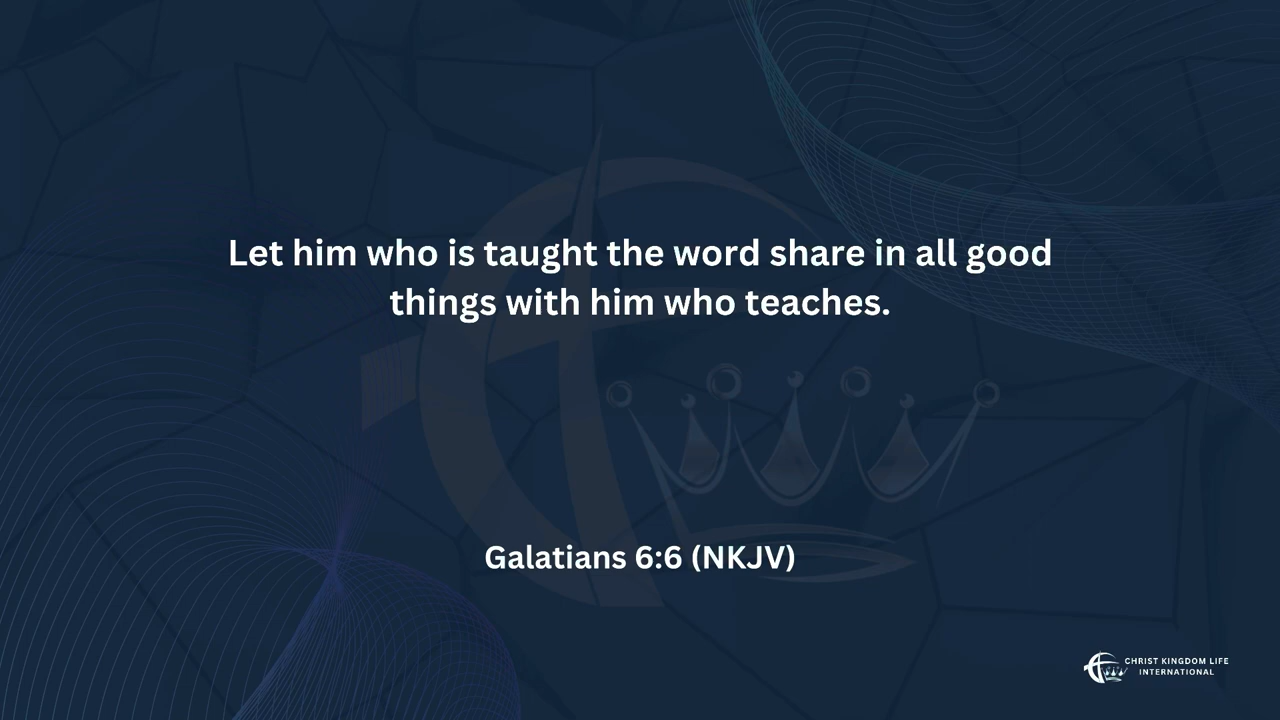 Let him who is taught the word share in all good
things with him who teaches.
Galatians 6:6 (NKJV)
CHRIST KINGDOM LIFE
INTERNATIONAL